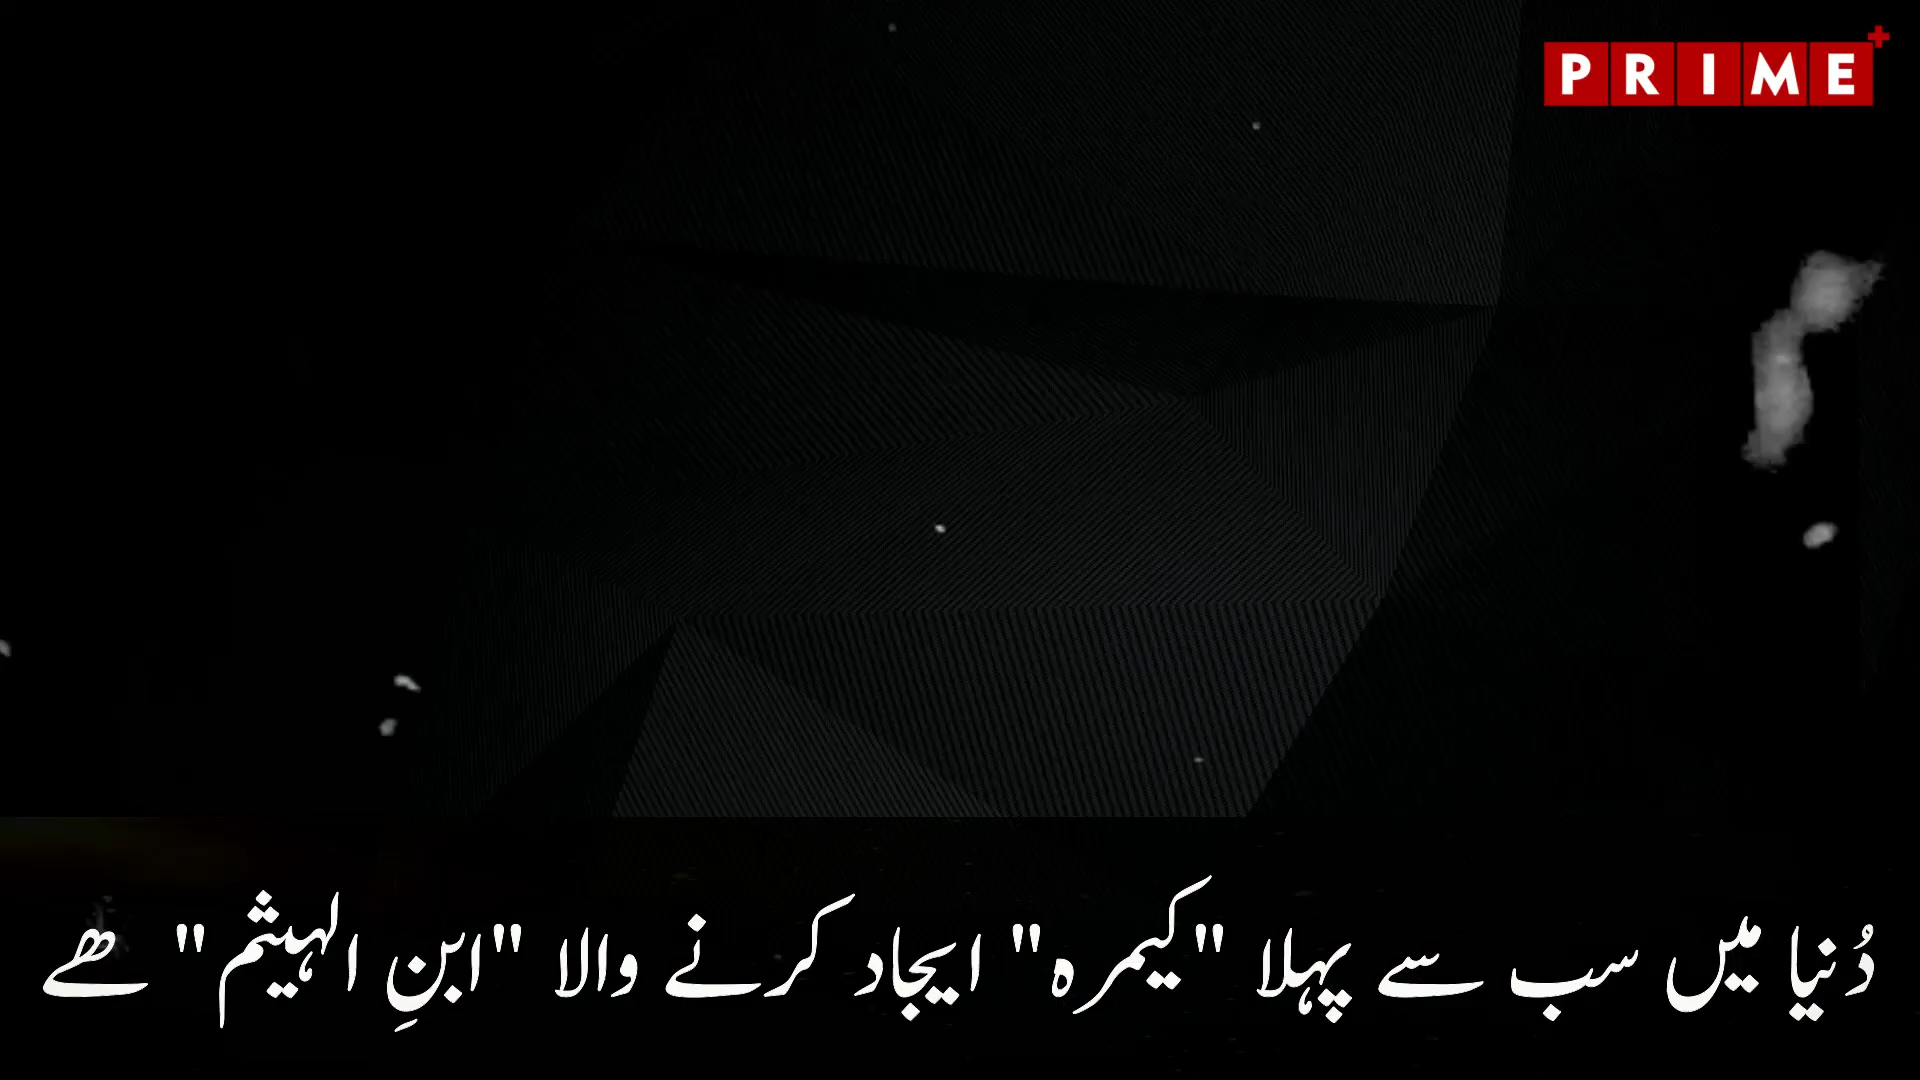 PRIME+
دُنیا میں سب سے پہلا "کیمرہ" ایجاد کرنے والا "ابنِ الہیثم" ھے